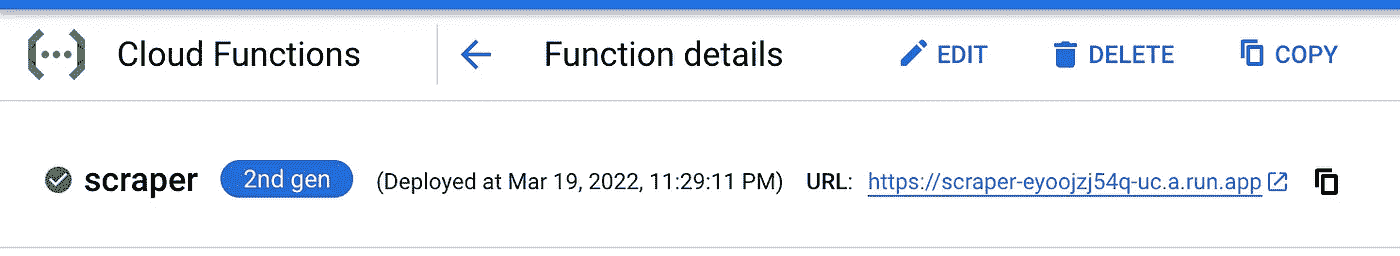 Cloud Functions Function details EDIT DELETE COPY
scraper 2nd gen (Deployed at Mar 19, 2022, 11:29:11 PM) URL: https://scraper-eyoojzj54q-uc.a.run.app